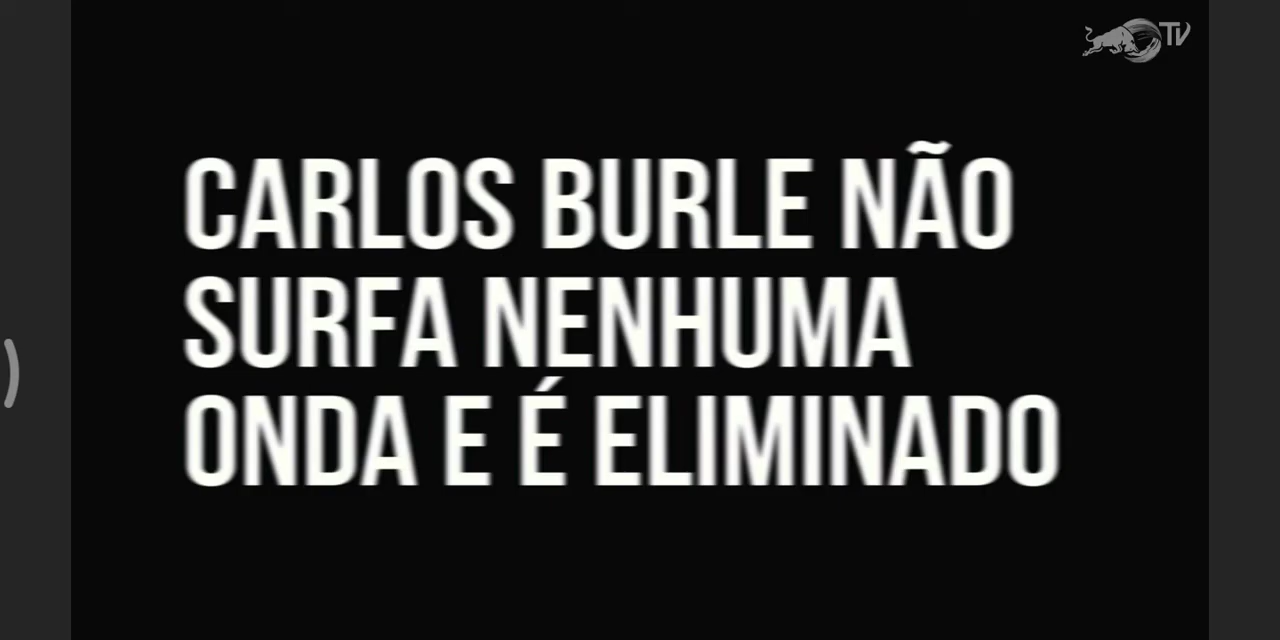 TV
CARLOS BURLE NÃO
SURFA NENHUMA
ONDA E É ELIMINADO